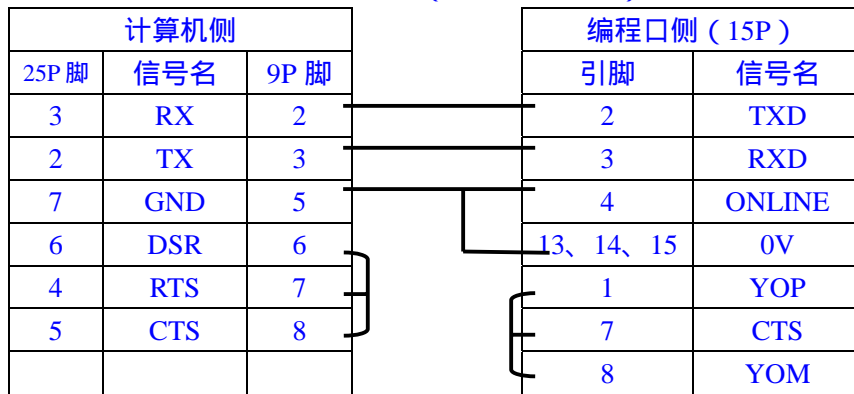 计算机侧 编程口侧（15P）
25P 脚 信号名 9P 脚 引脚 信号名
3 RX 2 2 TXD
2 TX 3 3 RXD
7 GND 5 4 ONLINE
6 DSR 6 13、14、15 0V
4 RTS 7 1 YOP
5 CTS 8 7 CTS
8 YOM